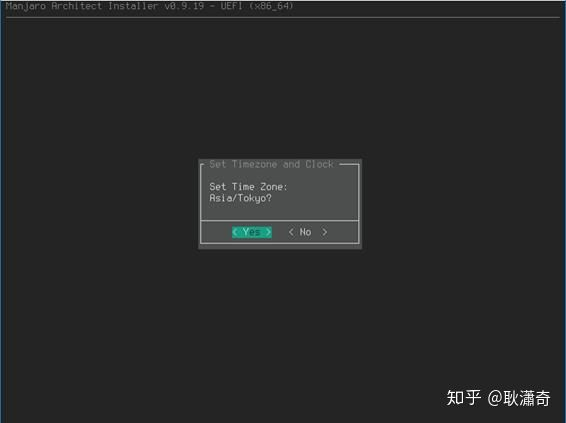 Manjaro Architect Installer v0.9.19 - UEFI (x86_64)
Set Timezone and Clock
Set Time Zone:
Asia/Tokyo?
< Yes > < No >
知乎 @耿瀟奇